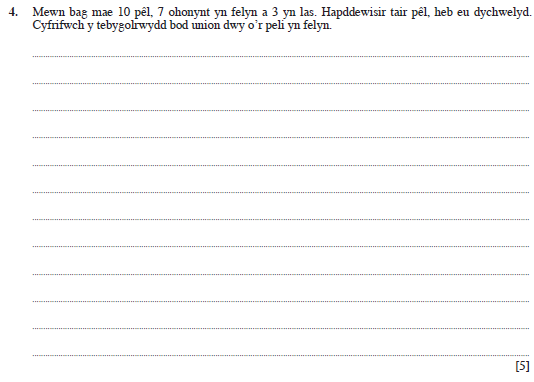 4. Mewn bag mae 10 pêl, 7 ohonynt yn felyn a 3 yn las. Hapddewisir tair pêl, heb eu dychwelyd.
Cyfrifwch y tebygolrwydd bod union dwy o'r peli yn felyn.
[5]